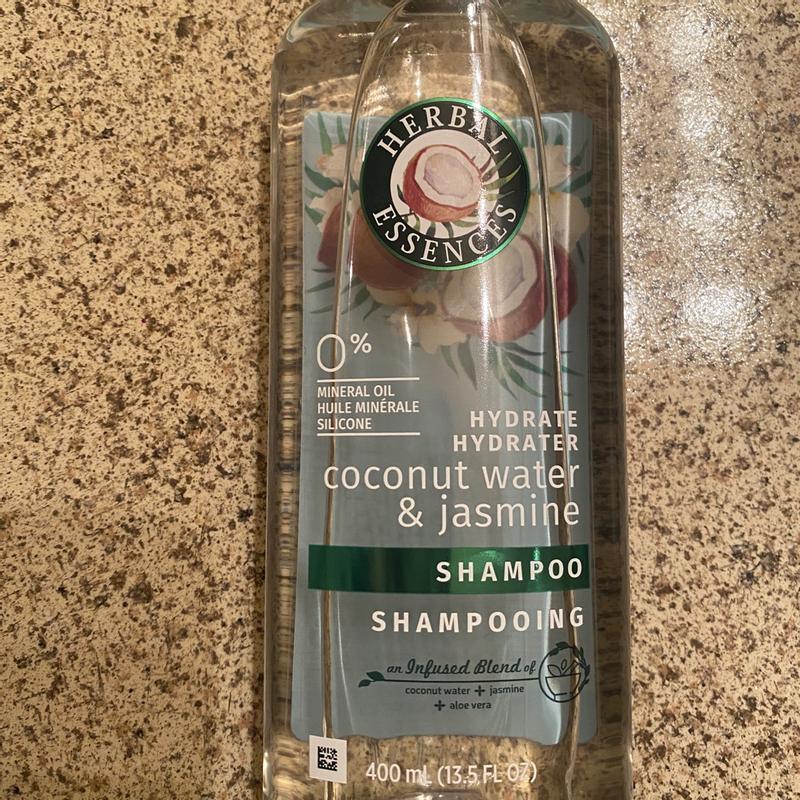 HERBAL
ESSENCES
0%
MINERAL OIL
HUILE MINÉRALE
SILICONE
HYDRATE
HYDRATER
coconut water
& jasmine
SHAMPOO
SHAMPOOING
an Infused Blend of
coconut water + jasmine
+ aloe vera
400 mL (13.5 FL OZ)